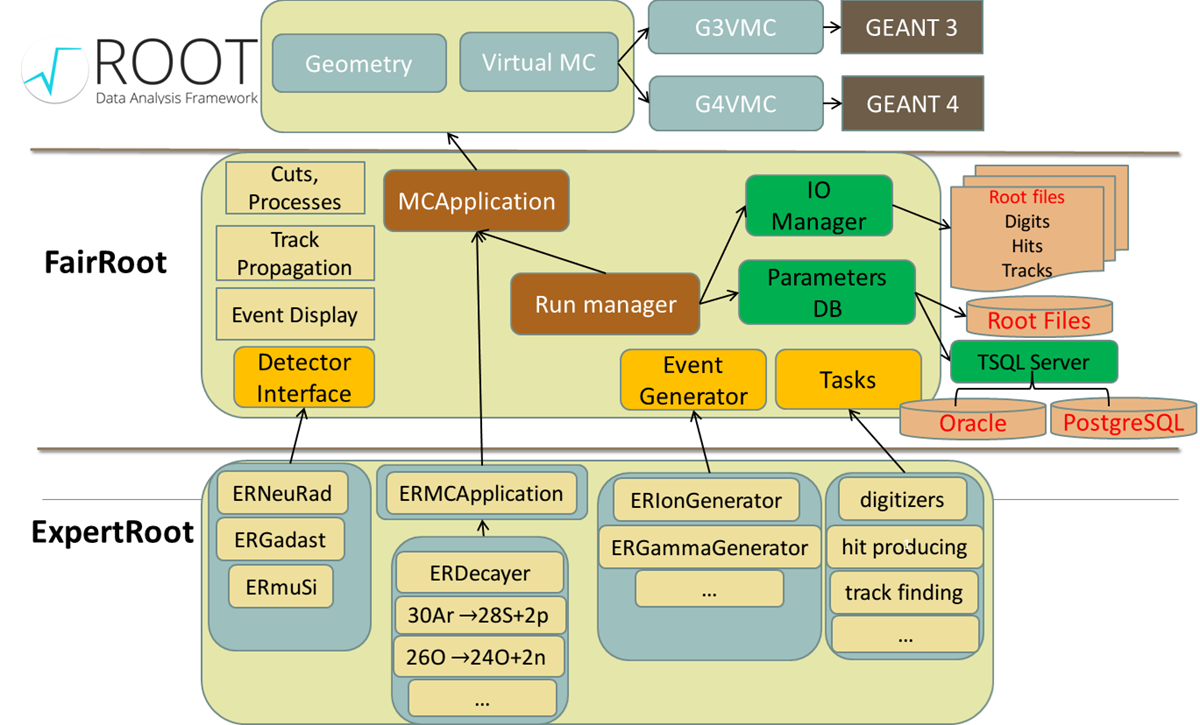 ROOT
Data Analysis Framework
Geometry
Virtual MC
G3VMC
GEANT 3
G4VMC
GEANT 4
FairRoot
Cuts,
Processes
Track
Propagation
Event Display
Detector
Interface
MCApplication
Run manager
IO
Manager
Parameters
DB
Event
Generator
Tasks
Root files
Digits
Hits
Tracks
Root Files
TSQL Server
Oracle
PostgreSQL
ExpertRoot
ERNeuRad
ERGadast
ERmuSi
ERMCApplication
ERDecayer
30Ar →28S+2p
26O →24O+2n
...
ERIonGenerator
ERGammaGenerator
...
digitizers
hit producing
track finding
...